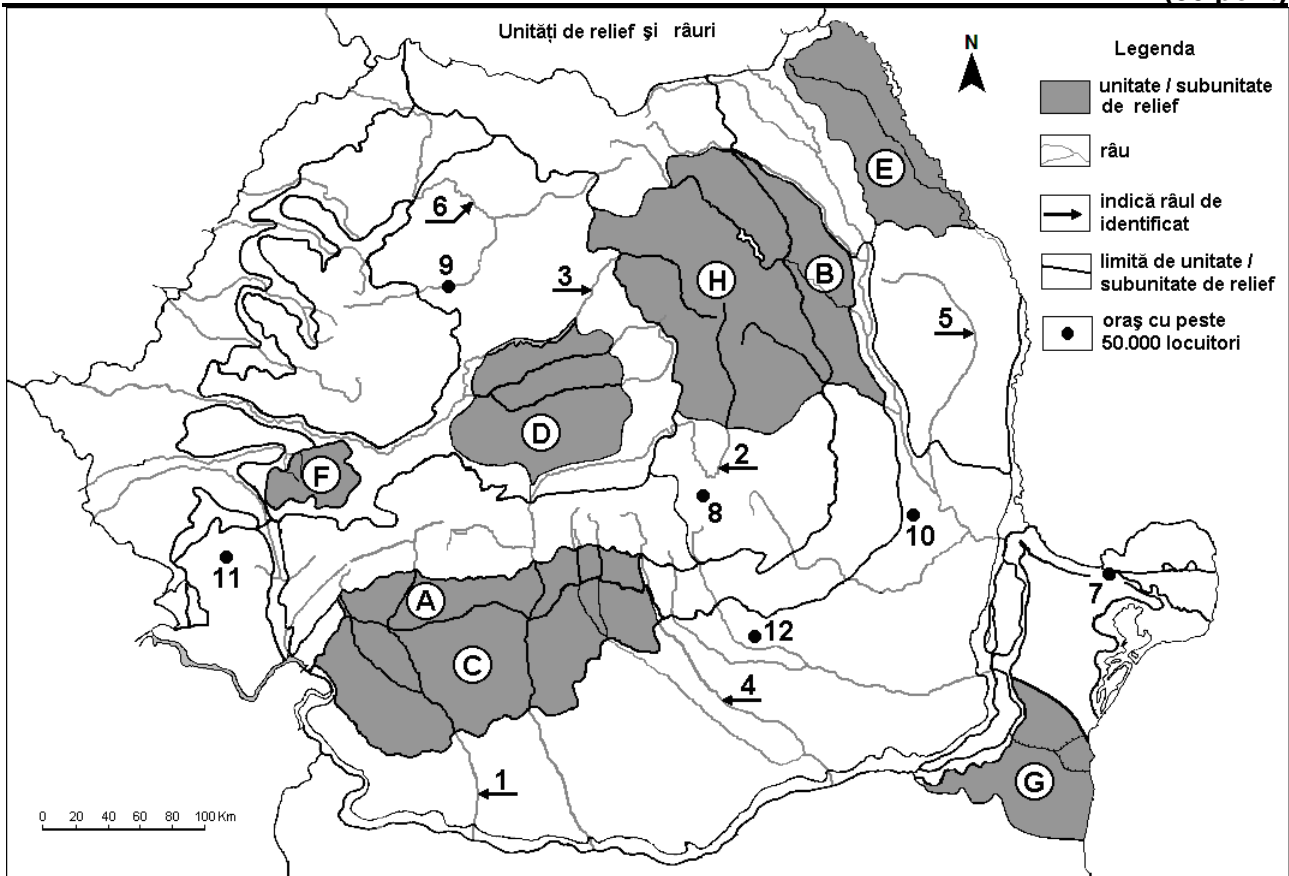 Unități de relief și râuri
N
Legenda
unitate / subunitate
de relief
râu
indică râul de
identificat
limită de unitate /
subunitate de relief
oraş cu peste
50.000 locuitori
E
6
9
3
H
B
5
D
F
2
8
10
11
A
7
12
C
4
G
1
0 20 40 60 80 100 Km